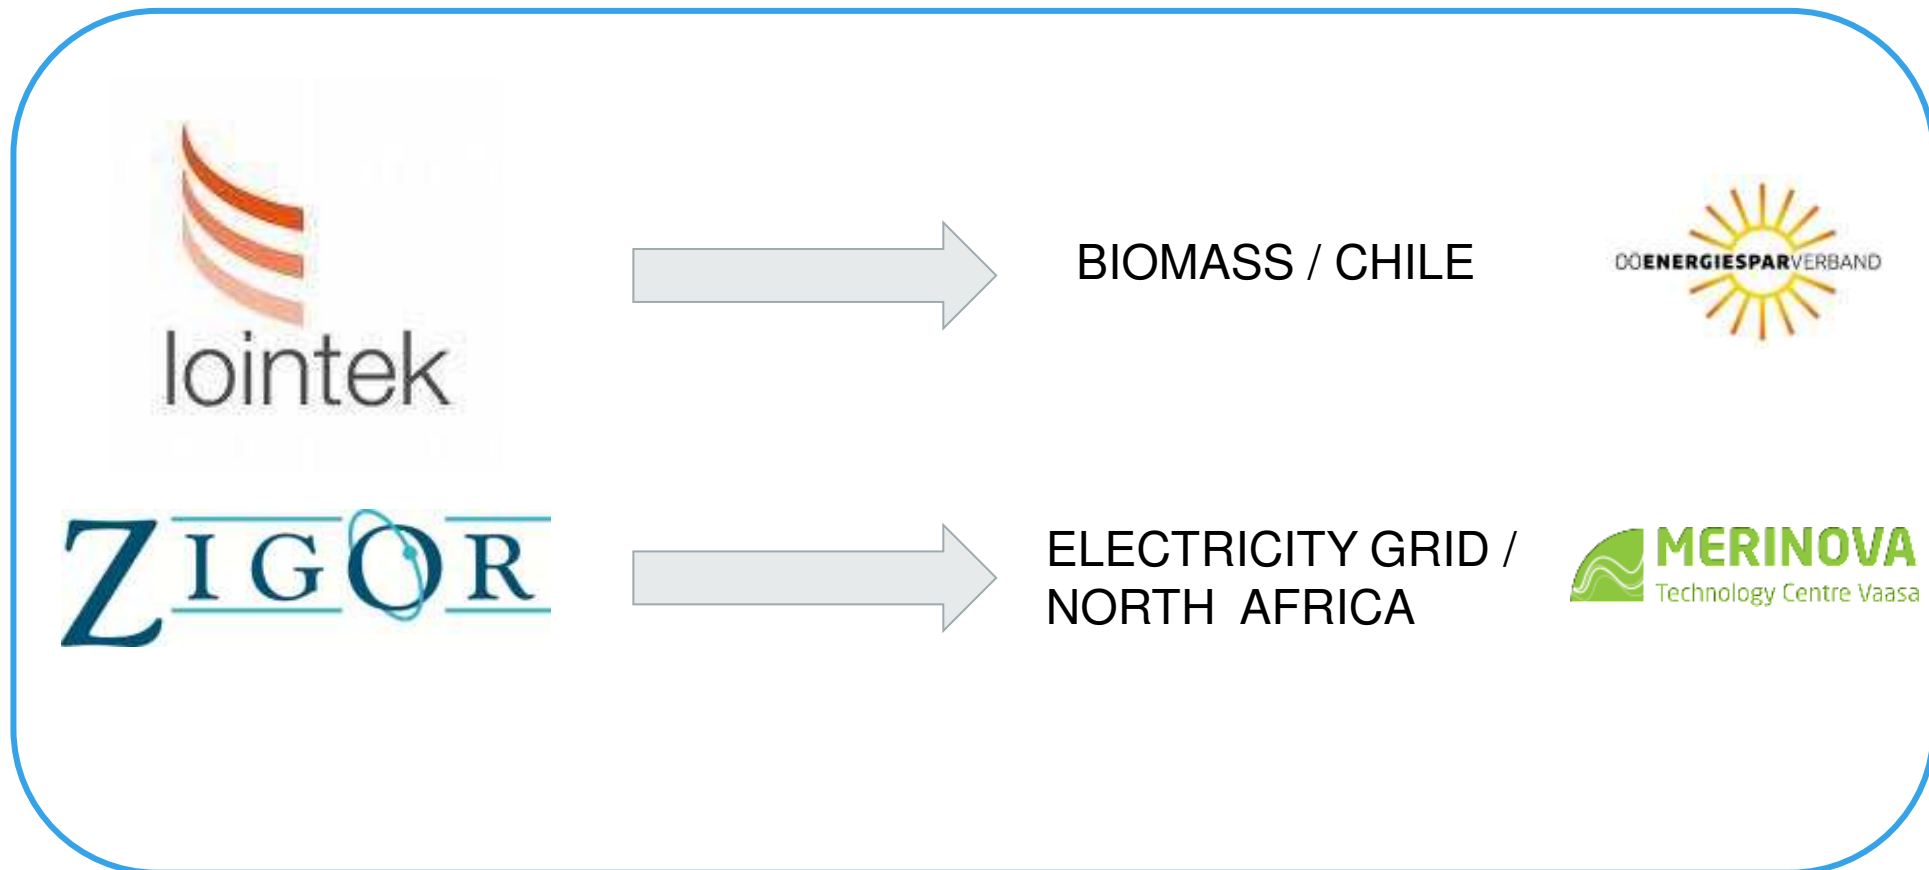 lointek
BIOMASS / CHILE
OÖENERGIESPARVERBAND
ZIGOR
ELECTRICITY GRID /
NORTH AFRICA
MERINOVA
Technology Centre Vaasa